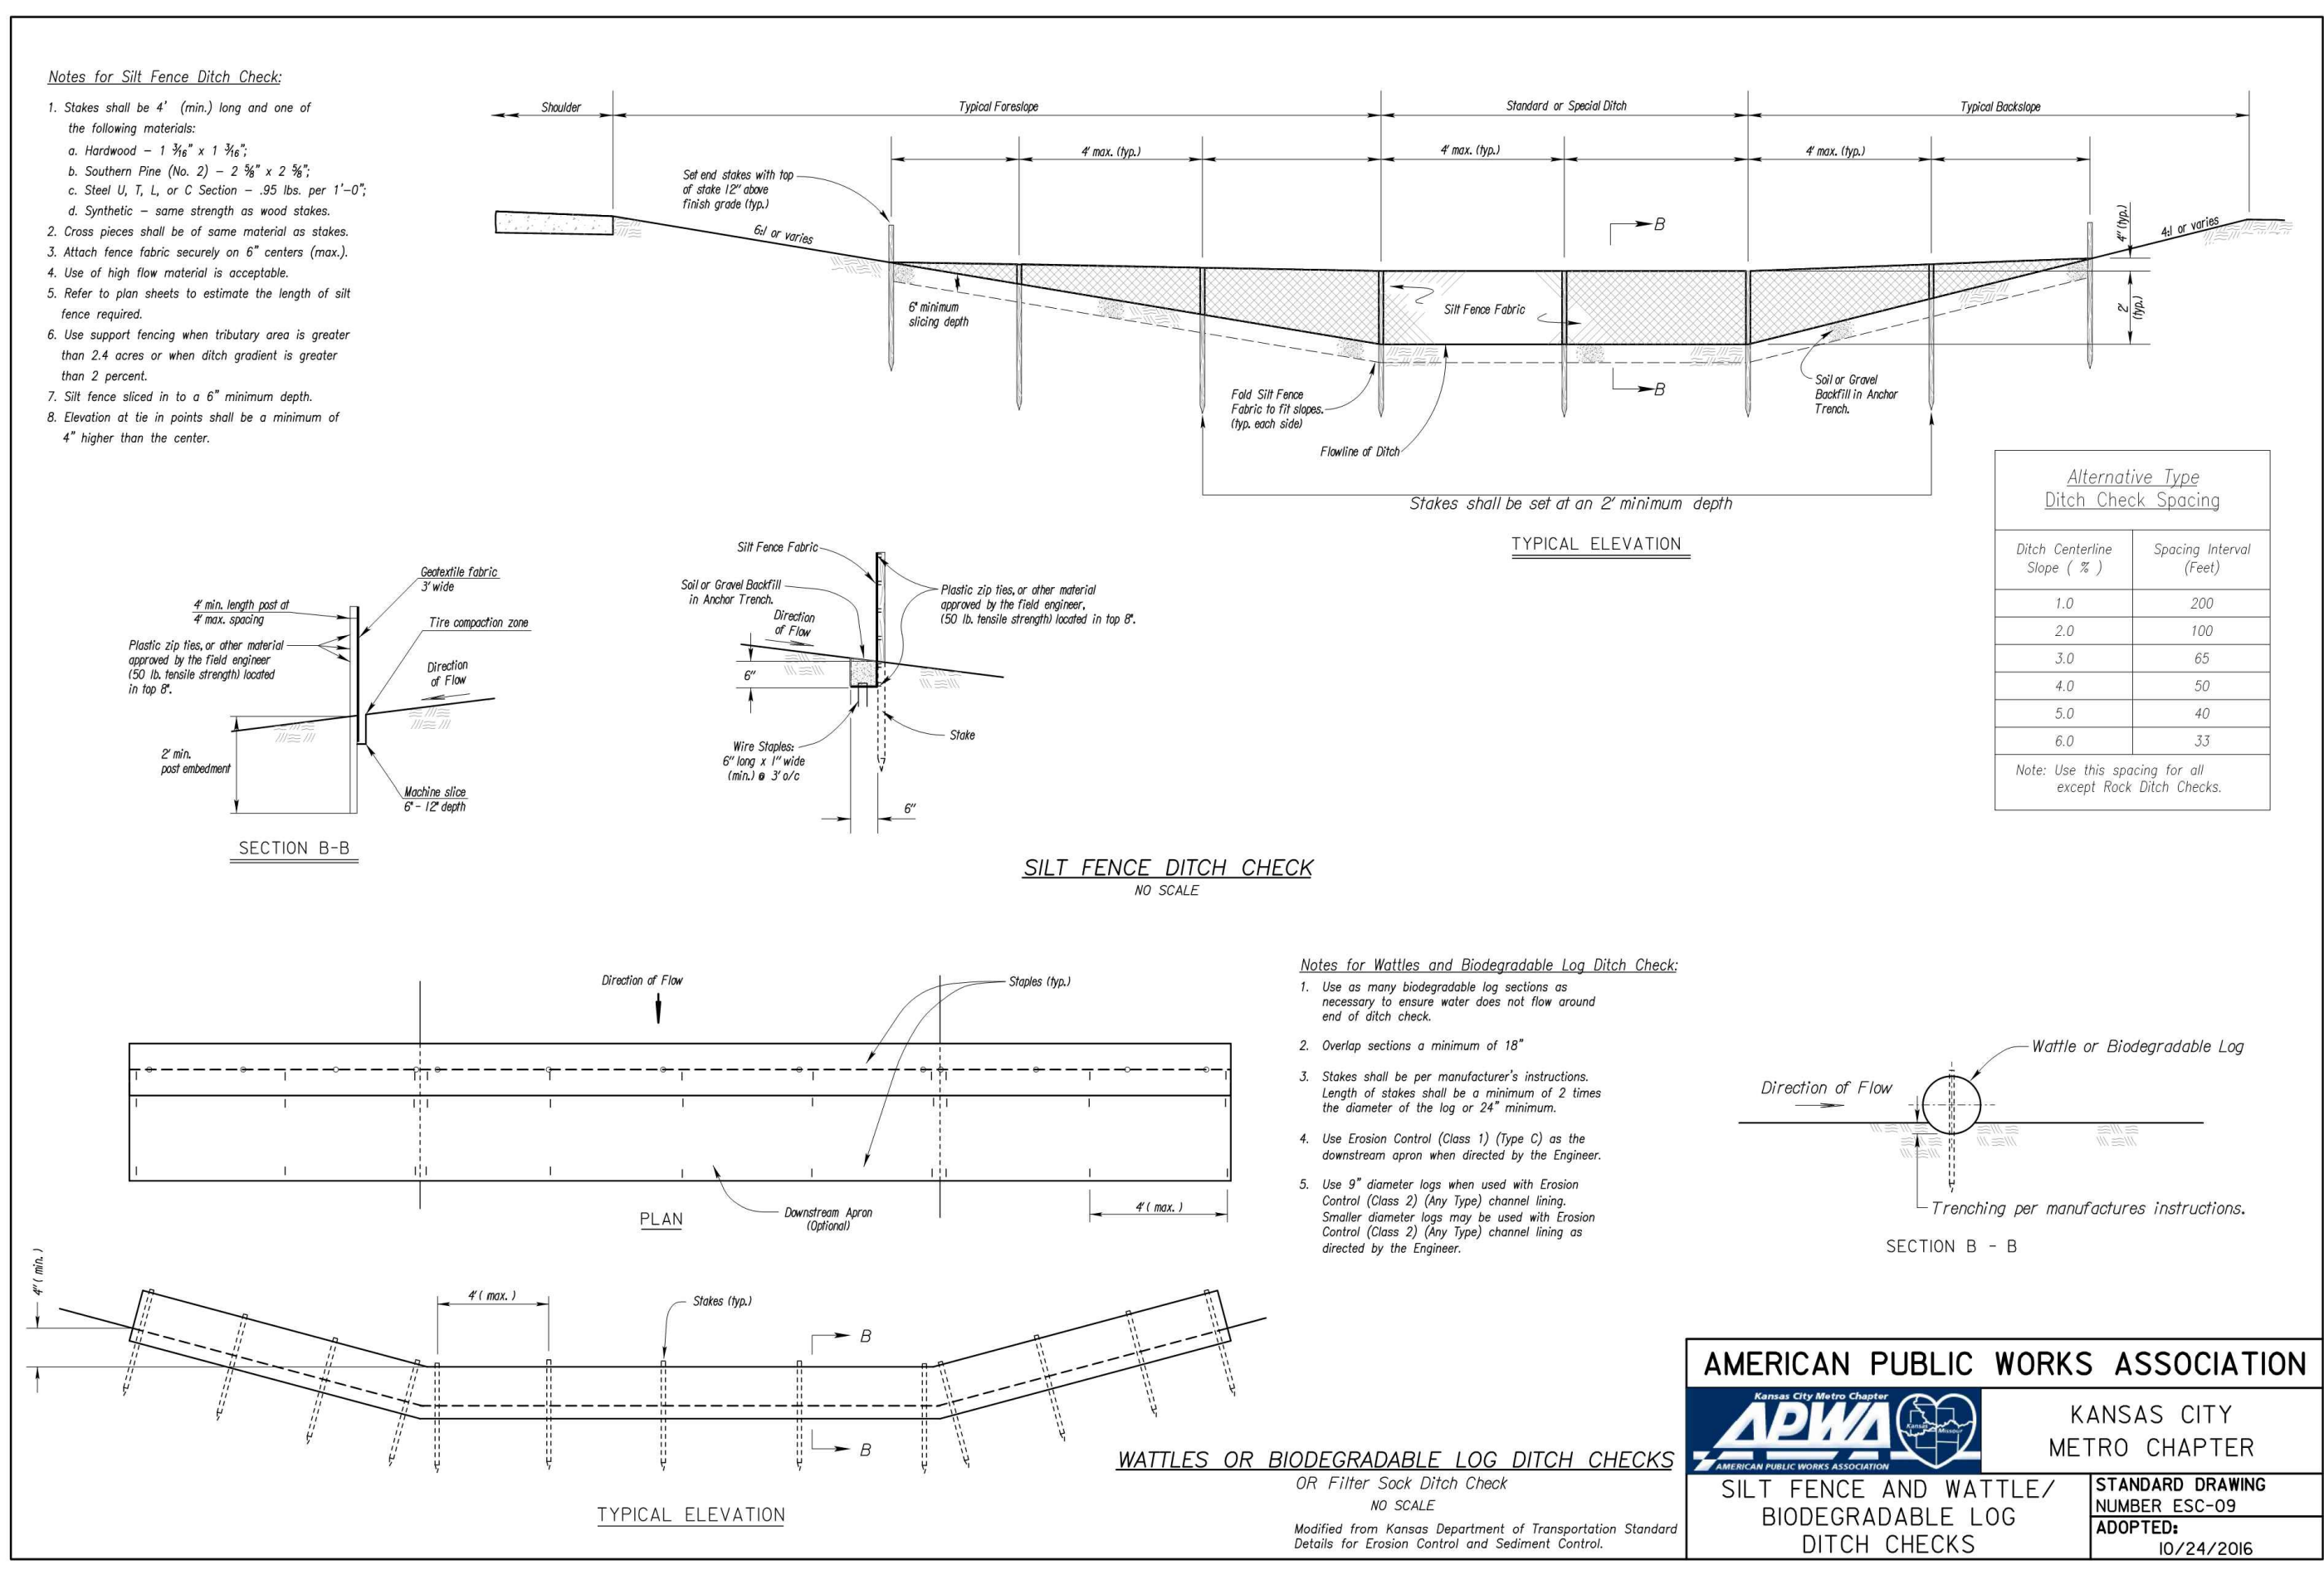 Notes for Silt Fence Ditch Check:
1. Stakes shall be 4' (min.) long and one of
the following materials:
a. Hardwood – 1 3/16" x 1 3/16";
b. Southern Pine (No. 2) – 2 5/8" x 2 5/8";
c. Steel U, T, L, or C Section – .95 lbs. per 1'-0";
d. Synthetic – same strength as wood stakes.
2. Cross pieces shall be of same material as stakes.
3. Attach fence fabric securely on 6" centers (max.).
4. Use of high flow material is acceptable.
5. Refer to plan sheets to estimate the length of silt
fence required.
6. Use support fencing when tributary area is greater
than 2.4 acres or when ditch gradient is greater
than 2 percent.
7. Silt fence sliced in to a 6" minimum depth.
8. Elevation at tie in points shall be a minimum of
4" higher than the center.
Shoulder
Typical Foreslope
Standard or Special Ditch
Typical Backslope
4' max. (typ.)
4' max. (typ.)
4' max. (typ.)
Set end stakes with top
of stake 12" above
finish grade (typ.)
6:1 or varies
B
4" (typ.)
4:1 or varies
6" minimum
slicing depth
Silt Fence Fabric
2'
(typ.)
Fold Silt Fence
Fabric to fit slopes.
(typ. each side)
B
Soil or Gravel
Backfill in Anchor
Trench.
Flowline of Ditch
Stakes shall be set at an 2' minimum depth
TYPICAL ELEVATION
Alternative Type
Ditch Check Spacing
Ditch Centerline
Slope ( % )
Spacing Interval
(Feet)
1.0 200
2.0 100
3.0 65
4.0 50
5.0 40
6.0 33
Note: Use this spacing for all
except Rock Ditch Checks.
Geotextile fabric
3' wide
4' min. length post at
4' max. spacing
Tire compaction zone
Plastic zip ties, or other material
approved by the field engineer
(50 lb. tensile strength) located
in top 8".
Direction
of Flow
2' min.
post embedment
Machine slice
6" – 12" depth
SECTION B-B
Silt Fence Fabric
Soil or Gravel Backfill
in Anchor Trench.
Direction
of Flow
Plastic zip ties, or other material
approved by the field engineer,
(50 lb. tensile strength) located in top 8".
6"
Stake
Wire Staples:
6" long x 1" wide
(min.) @ 3' o/c
6"
SILT FENCE DITCH CHECK
NO SCALE
Direction of Flow
Staples (typ.)
PLAN
Downstream Apron
(Optional)
4' ( max. )
4" ( min. )
4' ( max. )
Stakes (typ.)
B
B
TYPICAL ELEVATION
Notes for Wattles and Biodegradable Log Ditch Check:
1. Use as many biodegradable log sections as
necessary to ensure water does not flow around
end of ditch check.
2. Overlap sections a minimum of 18"
3. Stakes shall be per manufacturer's instructions.
Length of stakes shall be a minimum of 2 times
the diameter of the log or 24" minimum.
4. Use Erosion Control (Class 1) (Type C) as the
downstream apron when directed by the Engineer.
5. Use 9" diameter logs when used with Erosion
Control (Class 2) (Any Type) channel lining.
Smaller diameter logs may be used with Erosion
Control (Class 2) (Any Type) channel lining as
directed by the Engineer.
Wattle or Biodegradable Log
Direction of Flow
Trenching per manufactures instructions.
SECTION B - B
WATTLES OR BIODEGRADABLE LOG DITCH CHECKS
OR Filter Sock Ditch Check
NO SCALE
Modified from Kansas Department of Transportation Standard
Details for Erosion Control and Sediment Control.
AMERICAN PUBLIC WORKS ASSOCIATION
Kansas City Metro Chapter
APWA
Kansas
Missouri
AMERICAN PUBLIC WORKS ASSOCIATION
KANSAS CITY
METRO CHAPTER
SILT FENCE AND WATTLE/
BIODEGRADABLE LOG
DITCH CHECKS
STANDARD DRAWING
NUMBER ESC-09
ADOPTED:
10/24/2016